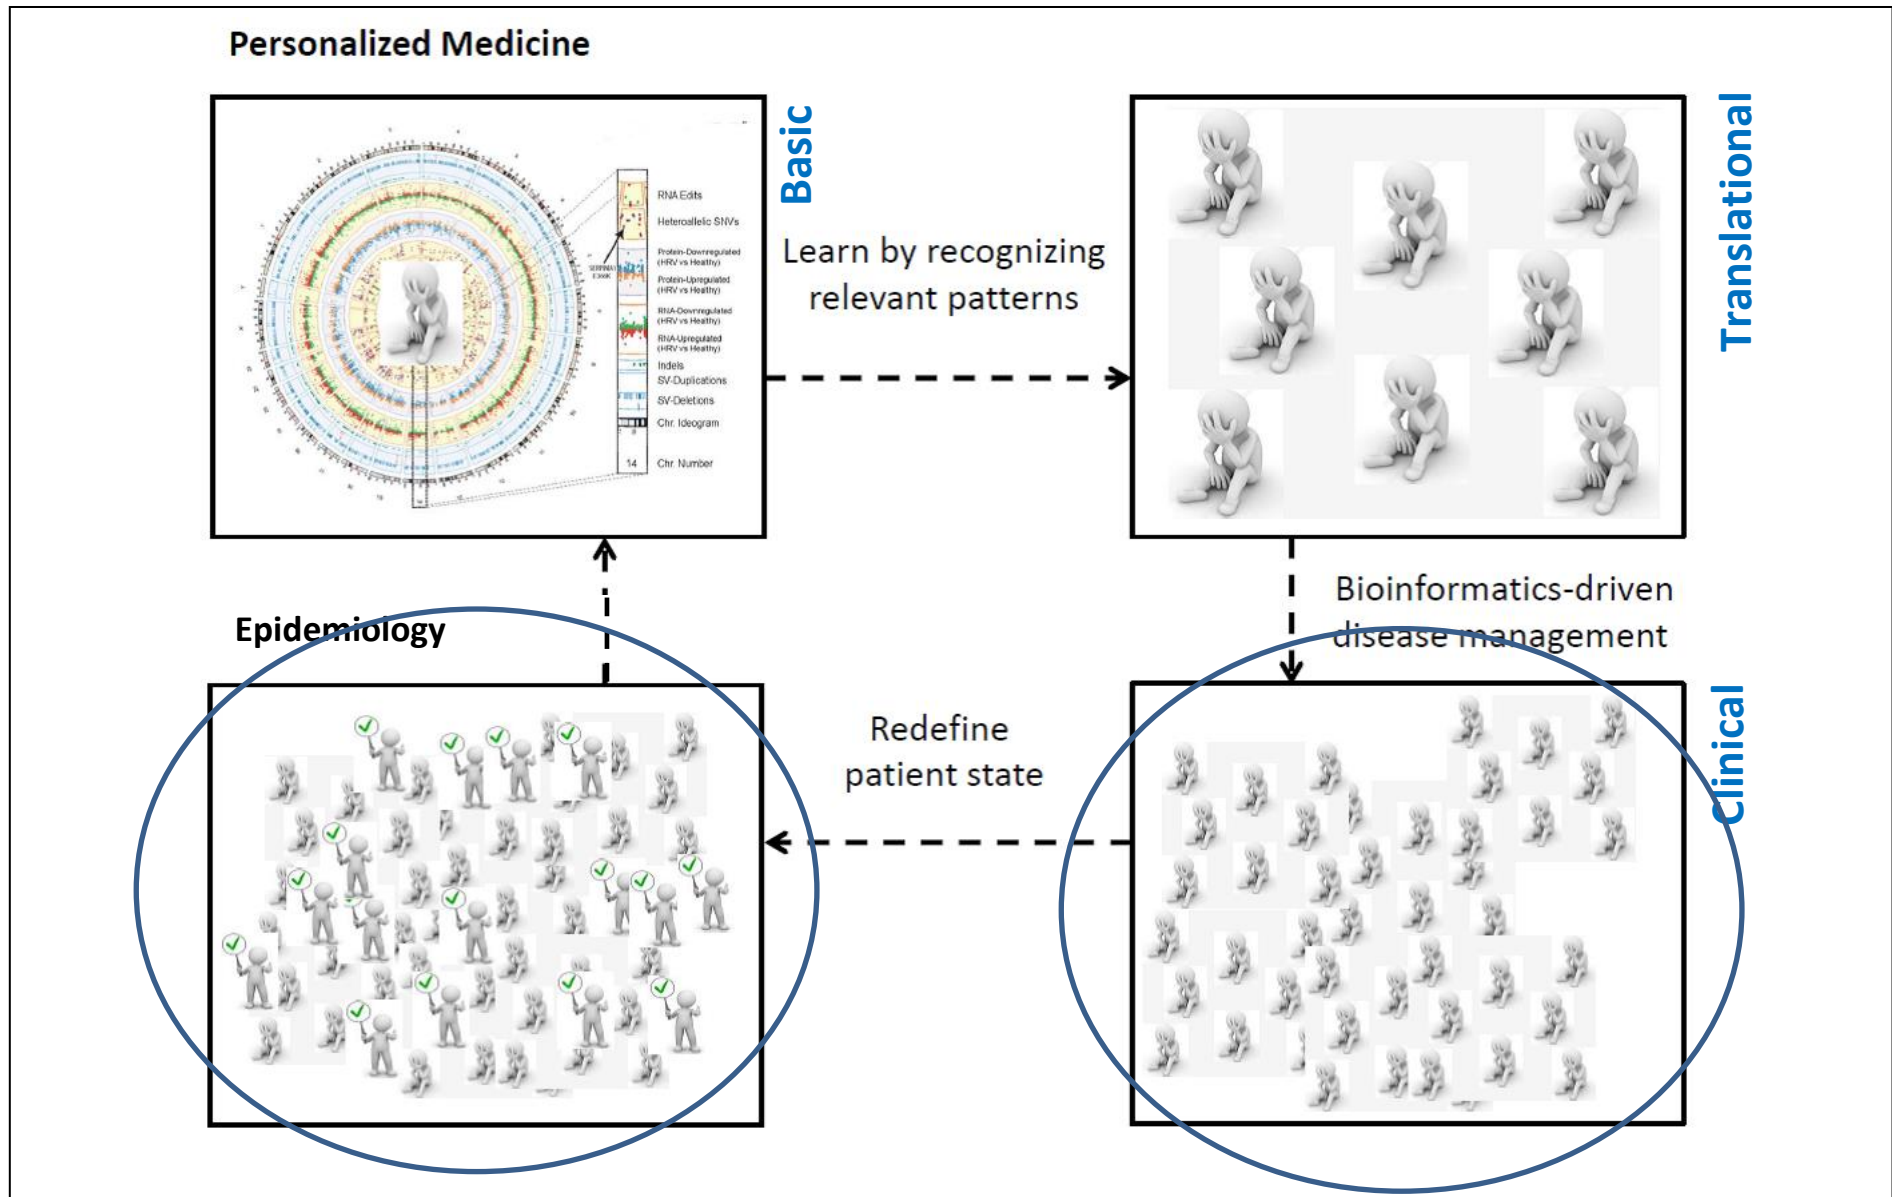 Personalized Medicine
Basic
Translational
RNA Edits
Heteroallelic SNVs
Protein-Downregulated
(HRV vs Healthy)
Protein-Upregulated
(HRV vs Healthy)
RNA-Downregulated
(HRV vs Healthy)
RNA-Upregulated
(HRV vs Healthy)
Indels
SV-Duplications
SV-Deletions
Chr. Ideogram
14
Chr. Number
Learn by recognizing
relevant patterns
Bioinformatics-driven
disease management
Epidemiology
Clinical
Redefine
patient state